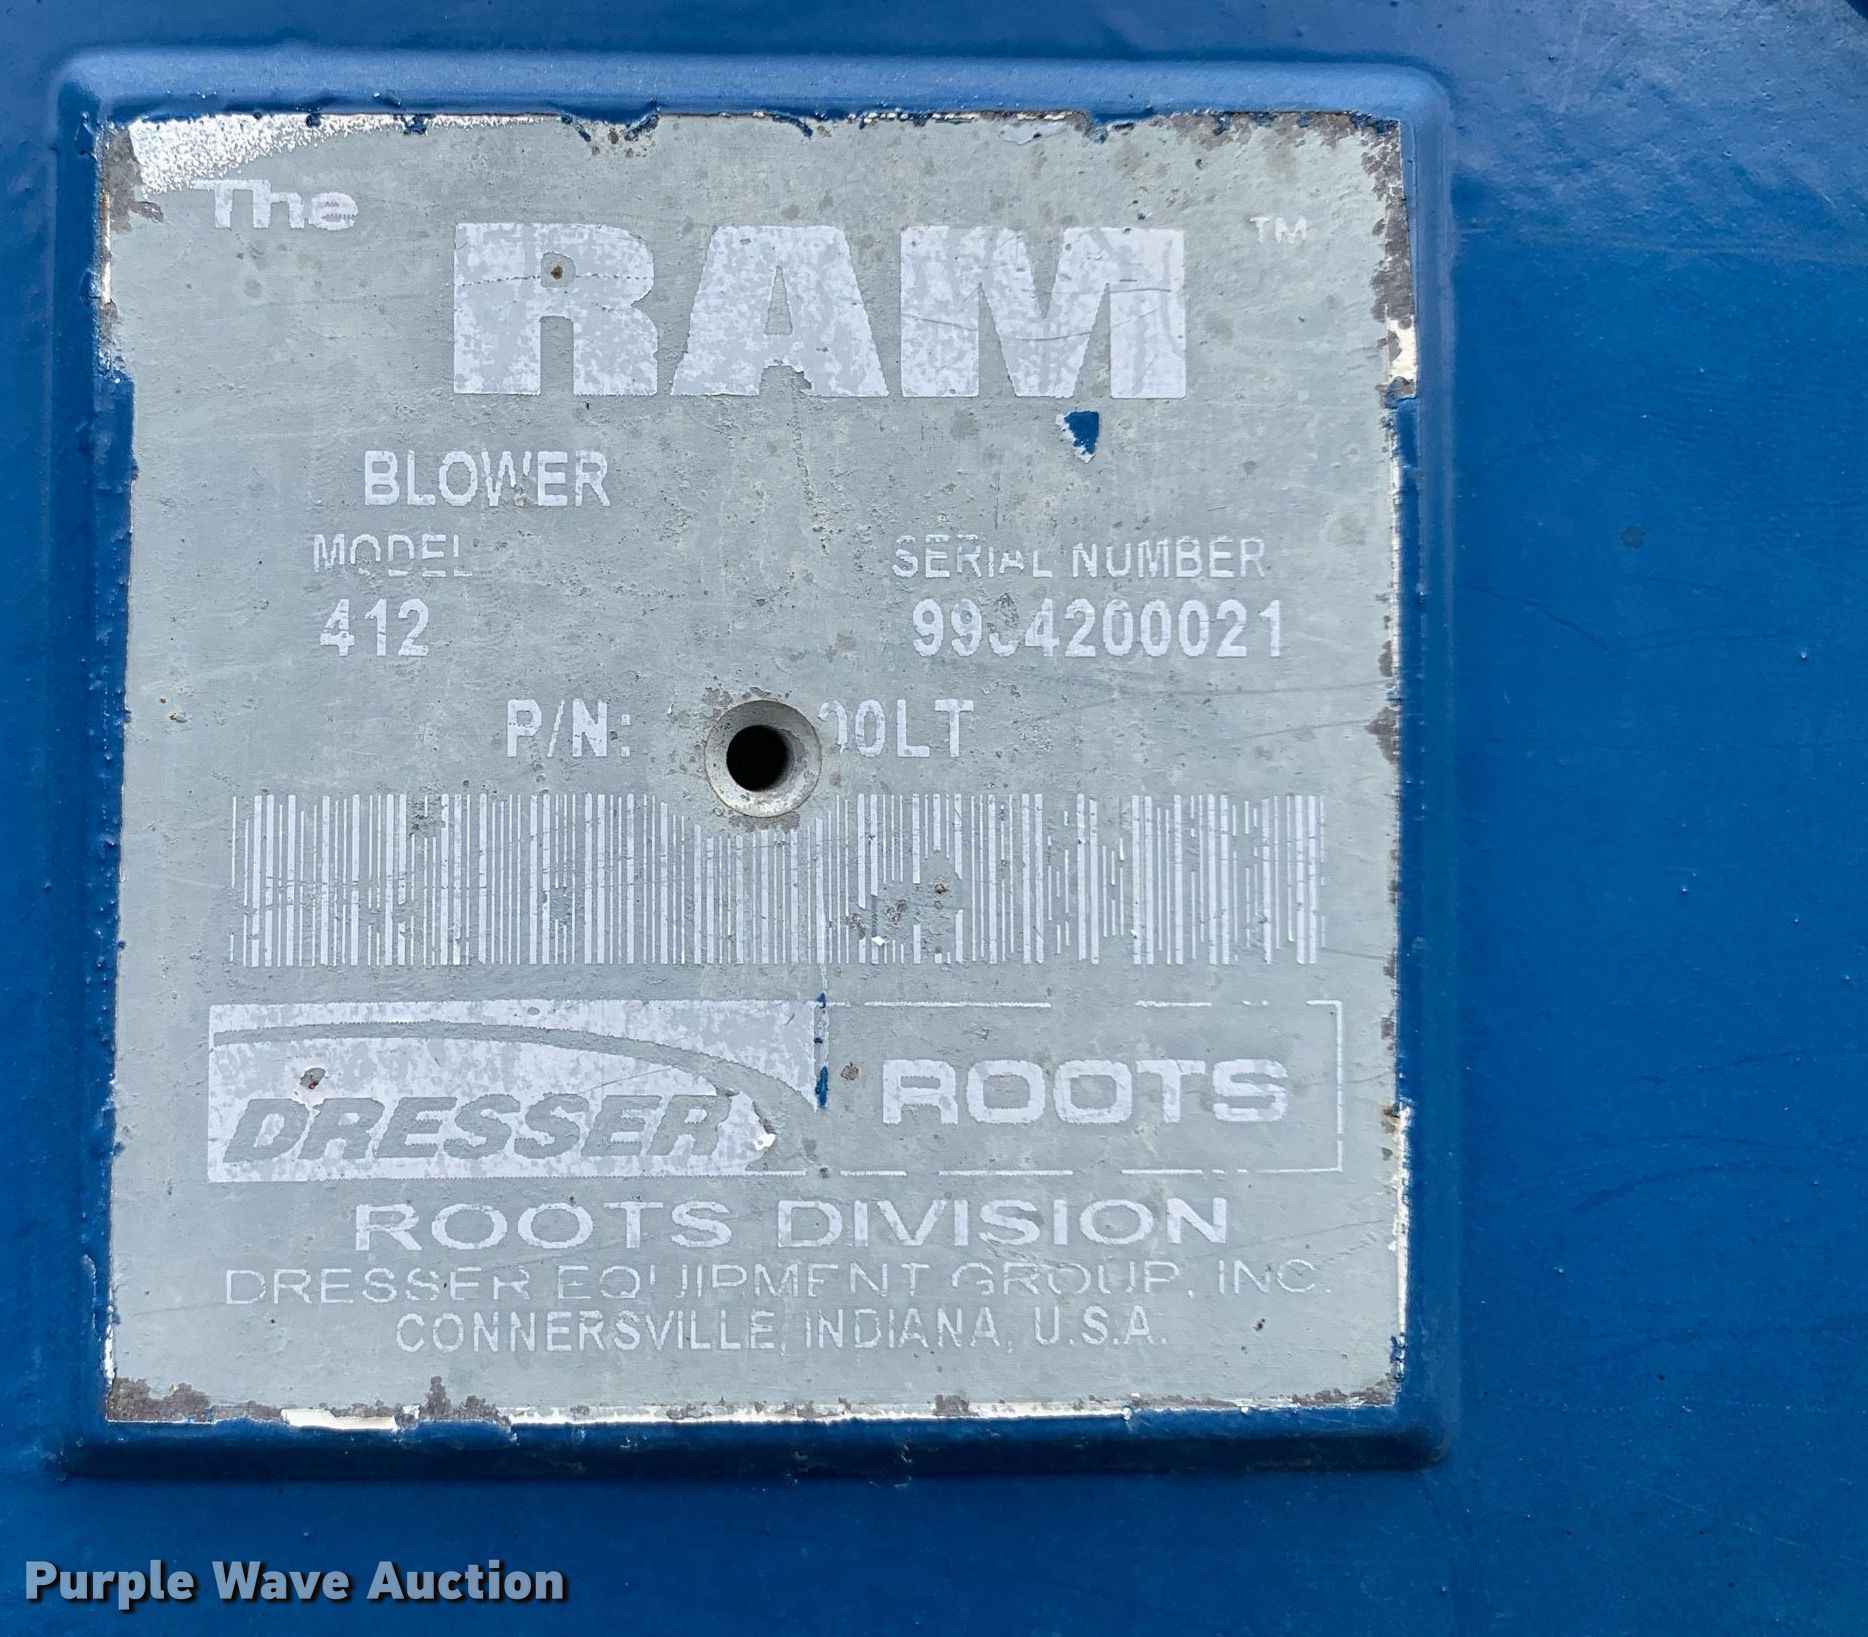 The RAM ™
BLOWER
MODEL SERIAL NUMBER
412
P/N:
DRESSER ROOTS
ROOTS DIVISION
DRESSER EQUIPMENT GROUP, INC.
CONNERSVILLE, INDIANA, U.S.A.
Purple Wave Auction